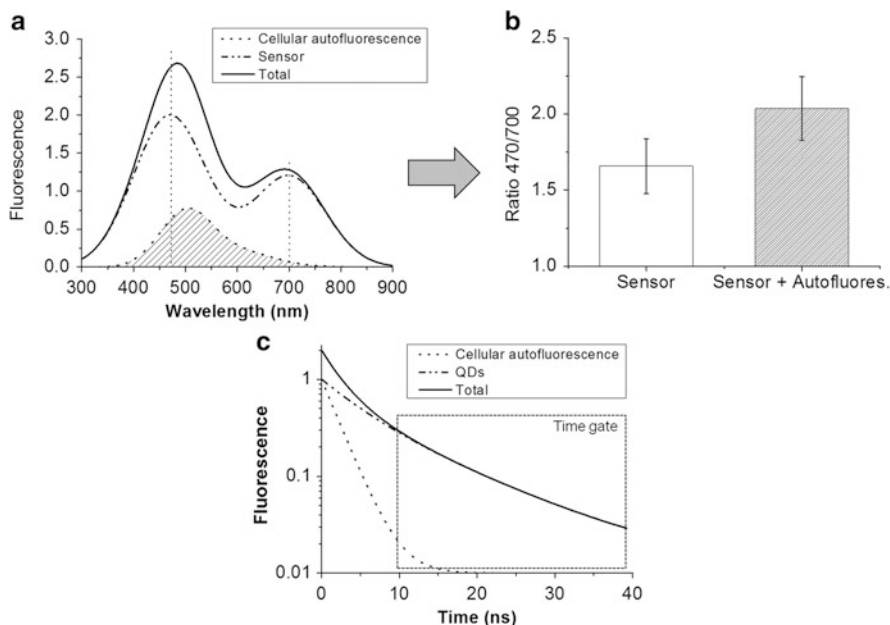 a
Cellular autofluorescence
Sensor
Total
Fluorescence
3.0
2.5
2.0
1.5
1.0
0.5
0.0
300 400 500 600 700 800 900
Wavelength (nm)
b
Ratio 470/700
2.5
2.0
1.5
1.0
Sensor Sensor + Autofluores.
c
Cellular autofluorescence
QDs
Total
Time gate
Fluorescence
1
0.1
0.01
0 10 20 30 40
Time (ns)